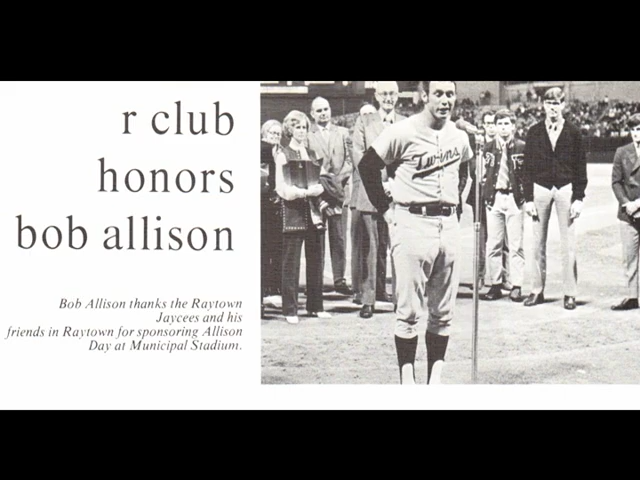 r club
honors
bob allison
Bob Allison thanks the Raytown
Jaycees and his
friends in Raytown for sponsoring Allison
Day at Municipal Stadium.
Twins